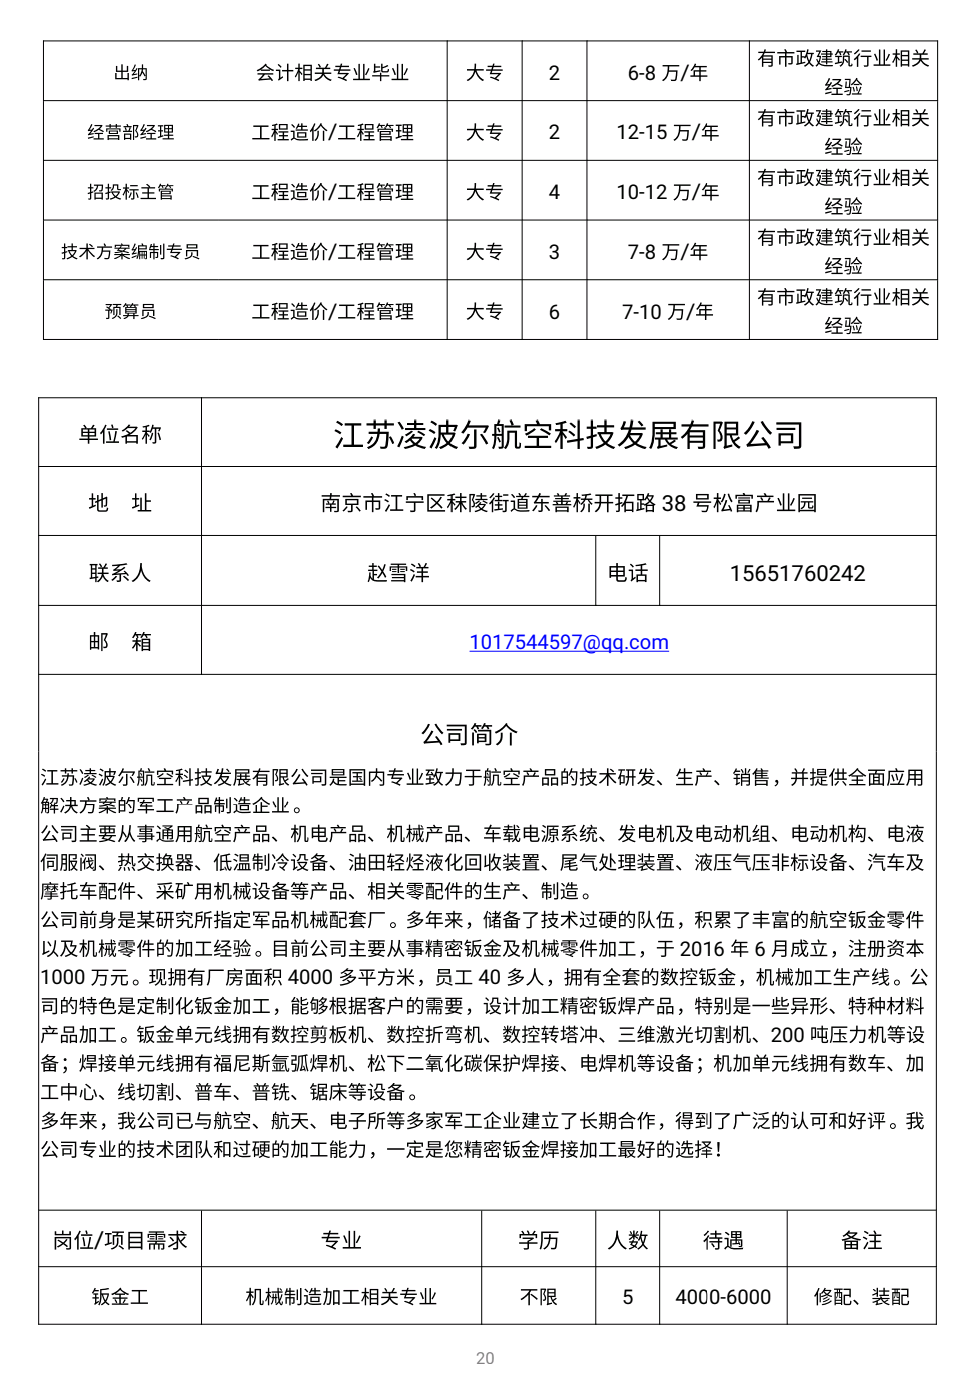 出纳 会计相关专业毕业 大专 2 6-8 万/年 有市政建筑行业相关经验
经营部经理 工程造价/工程管理 大专 2 12-15 万/年 有市政建筑行业相关经验
招投标主管 工程造价/工程管理 大专 4 10-12 万/年 有市政建筑行业相关经验
技术方案编制专员 工程造价/工程管理 大专 3 7-8 万/年 有市政建筑行业相关经验
预算员 工程造价/工程管理 大专 6 7-10 万/年 有市政建筑行业相关经验
单位名称 江苏凌波尔航空科技发展有限公司
地 址 南京市江宁区秣陵街道东善桥开拓路 38 号松富产业园
联系人 赵雪洋 电话 15651760242
邮 箱 1017544597@qq.com
公司简介
江苏凌波尔航空科技发展有限公司是国内专业致力于航空产品的技术研发、生产、销售，并提供全面应用
解决方案的军工产品制造企业。
公司主要从事通用航空产品、机电产品、机械产品、车载电源系统、发电机及电动机组、电动机构、电液
伺服阀、热交换器、低温制冷设备、油田轻烃液化回收装置、尾气处理装置、液压气压非标设备、汽车及
摩托车配件、采矿用机械设备等产品、相关零配件的生产、制造。
公司前身是某研究所指定军品机械配套厂。多年来，储备了技术过硬的队伍，积累了丰富的航空钣金零件
以及机械零件的加工经验。目前公司主要从事精密钣金及机械零件加工，于 2016 年 6 月成立，注册资本
1000 万元。现拥有厂房面积 4000 多平方米，员工 40 多人，拥有全套的数控钣金，机械加工生产线。公
司的特色是定制化钣金加工，能够根据客户的需要，设计加工精密钣焊产品，特别是一些异形、特种材料
产品加工。钣金单元线拥有数控剪板机、数控折弯机、数控转塔冲、三维激光切割机、200 吨压力机等设
备；焊接单元线拥有福尼斯氩弧焊机、松下二氧化碳保护焊接、电焊机等设备；机加单元线拥有数车、加
工中心、线切割、普车、普铣、锯床等设备。
多年来，我公司已与航空、航天、电子所等多家军工企业建立了长期合作，得到了广泛的认可和好评。我
公司专业的技术团队和过硬的加工能力，一定是您精密钣金焊接加工最好的选择！
岗位/项目需求 专业 学历 人数 待遇 备注
钣金工 机械制造加工相关专业 不限 5 4000-6000 修配、装配
20